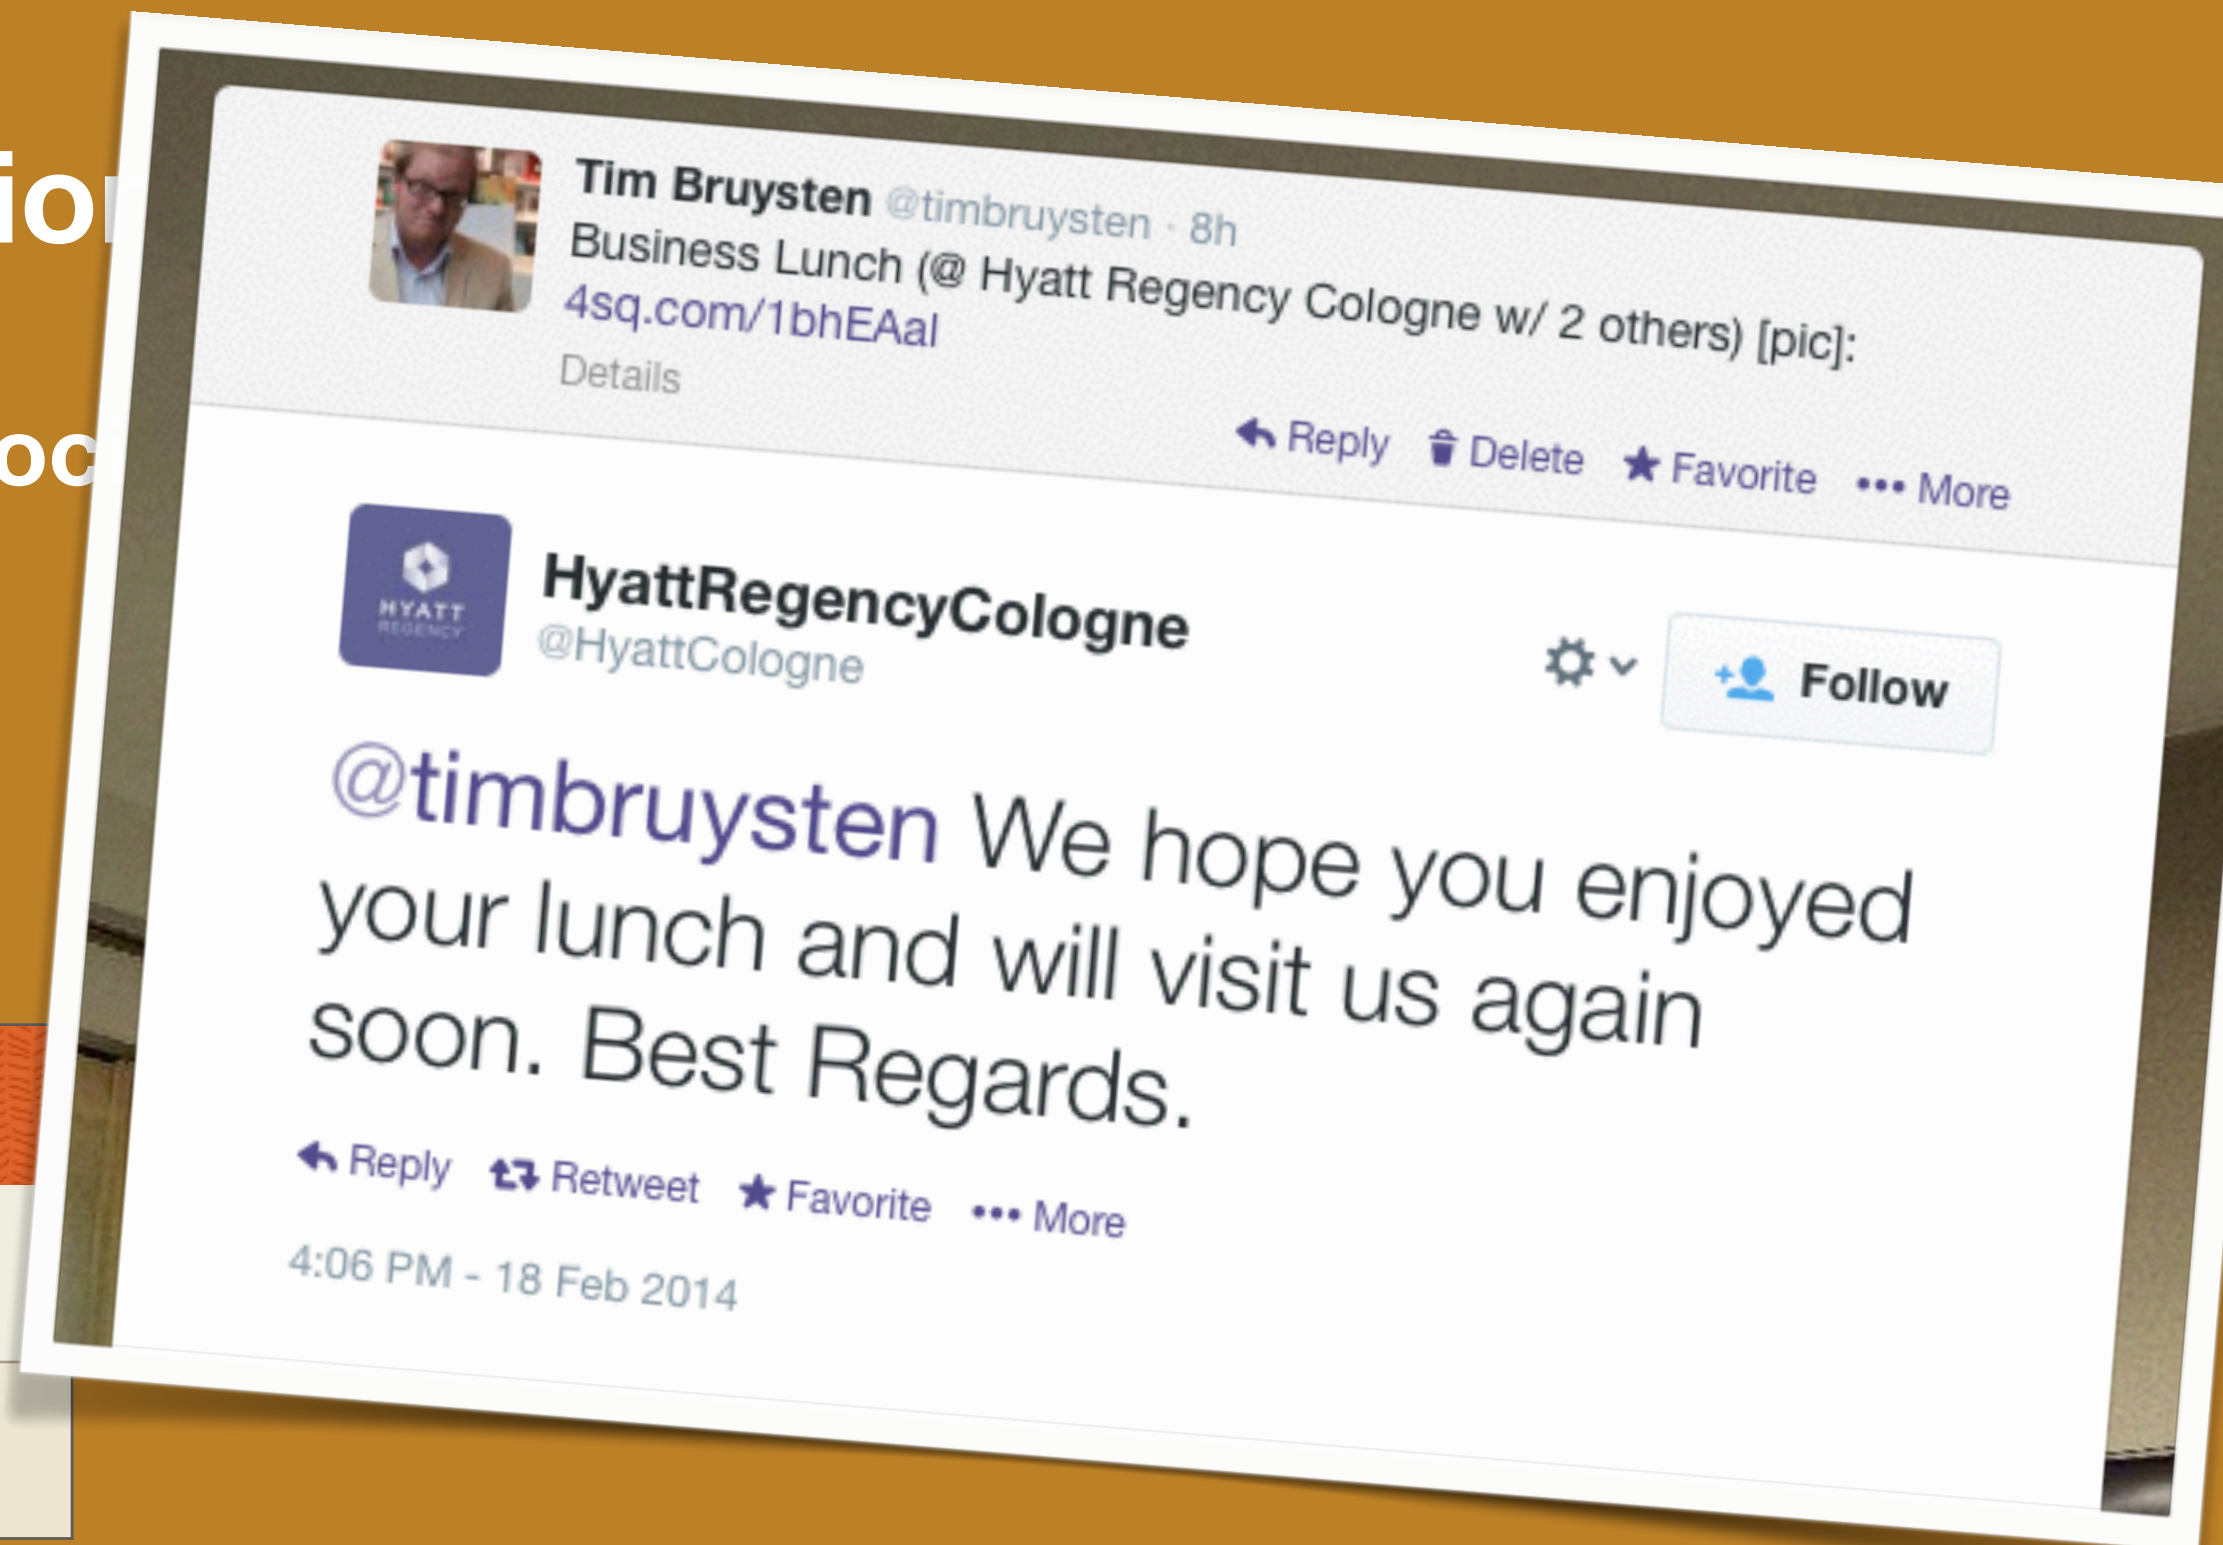 Tim Bruysten @timbruysten · 8h
Business Lunch (@ Hyatt Regency Cologne w/ 2 others) [pic]:
4sq.com/1bhEAaI
Details
Reply Delete Favorite ••• More
HYATT
REGENCY
HyattRegencyCologne
@HyattCologne
Follow
@timbruysten We hope you enjoyed
your lunch and will visit us again
soon. Best Regards.
Reply Retweet Favorite ••• More
4:06 PM - 18 Feb 2014